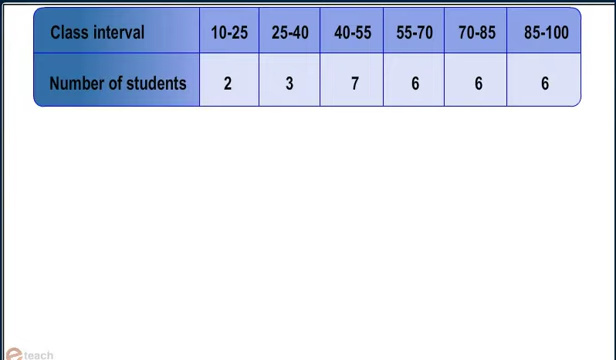 Class interval 10-25 25-40 40-55 55-70 70-85 85-100
Number of students 2 3 7 6 6 6
e teach